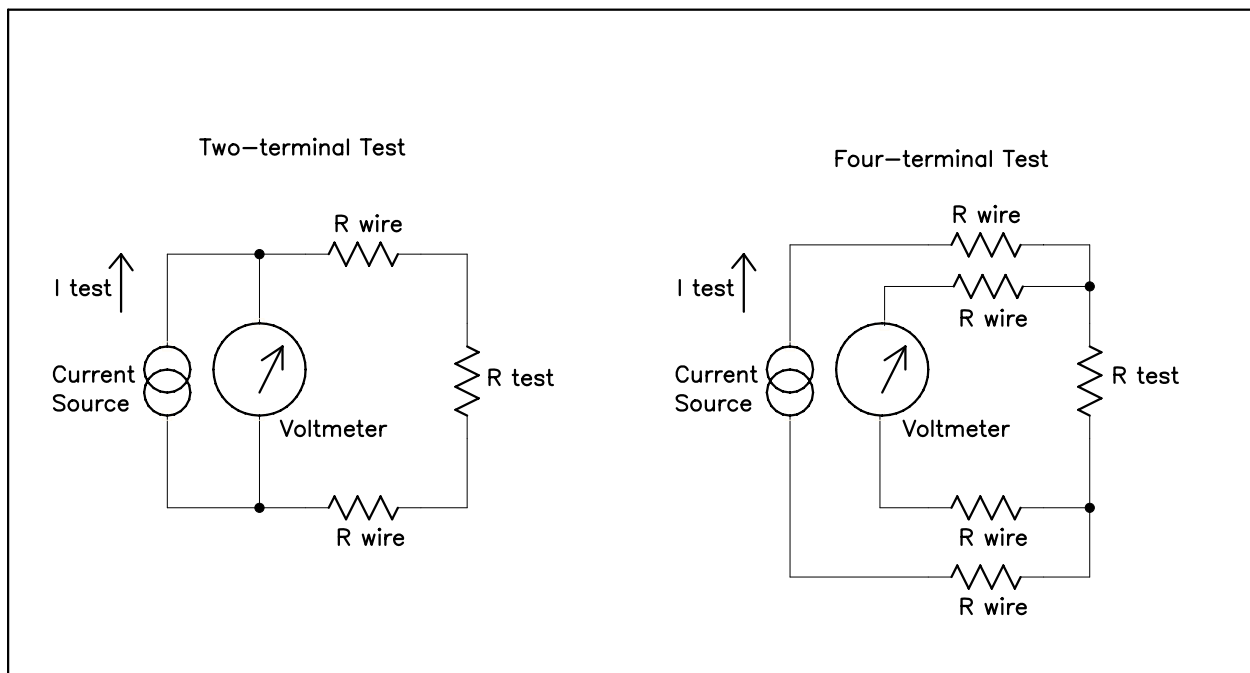 Two-terminal Test
R wire
I test
Current
Source
R test
Voltmeter
R wire
Four-terminal Test
R wire
I test
R wire
Current
Source
R test
Voltmeter
R wire
R wire